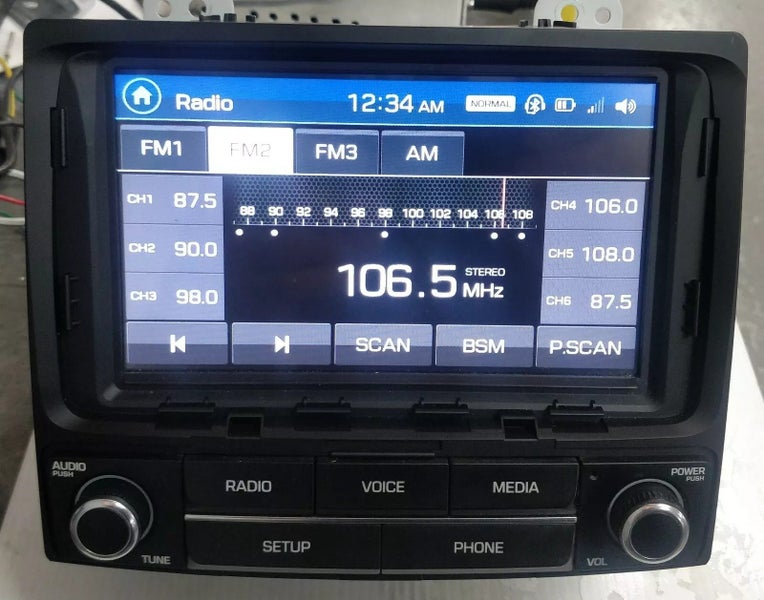 Radio 12:34 AM NORMAL
FM1 FM2 FM3 AM
CH1 87.5
CH2 90.0
CH3 98.0
88 90 92 94 96 98 100 102 104 106 108
106.5 STEREO MHz
CH4 106.0
CH5 108.0
CH6 87.5
SCAN BSM P.SCAN
AUDIO
PUSH
TUNE
RADIO VOICE MEDIA
SETUP PHONE
POWER
PUSH
VOL